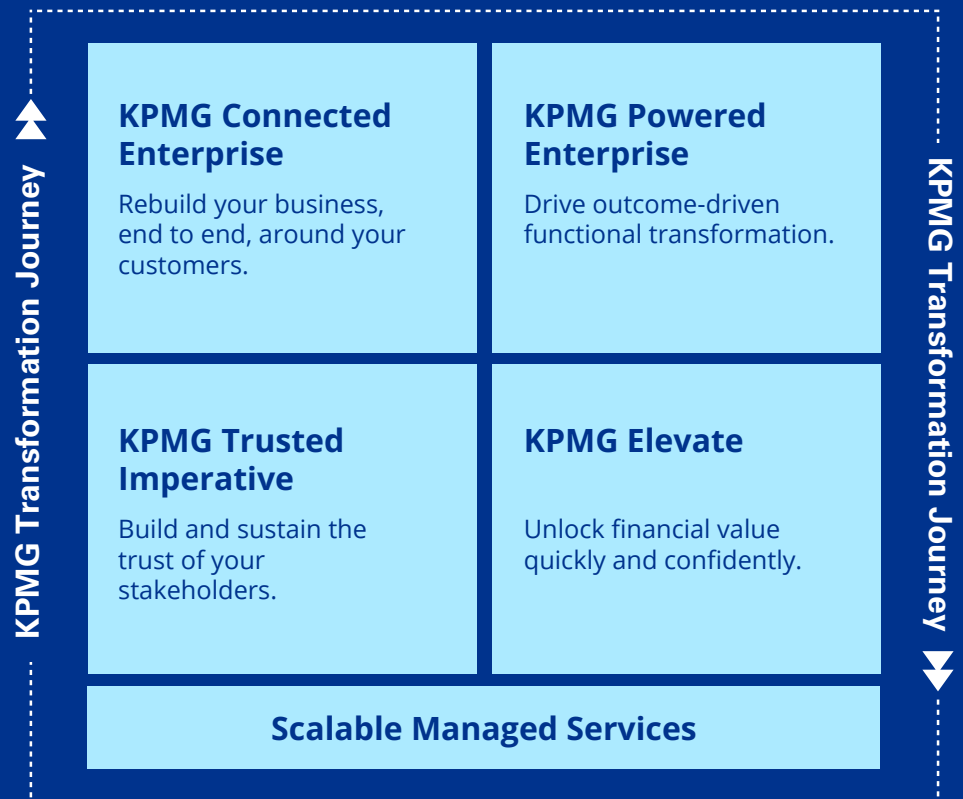 KPMG Transformation Journey
KPMG Connected
Enterprise
Rebuild your business,
end to end, around your
customers.
KPMG Powered
Enterprise
Drive outcome-driven
functional transformation.
KPMG Trusted
Imperative
Build and sustain the
trust of your
stakeholders.
KPMG Elevate
Unlock financial value
quickly and confidently.
Scalable Managed Services
KPMG Transformation Journey